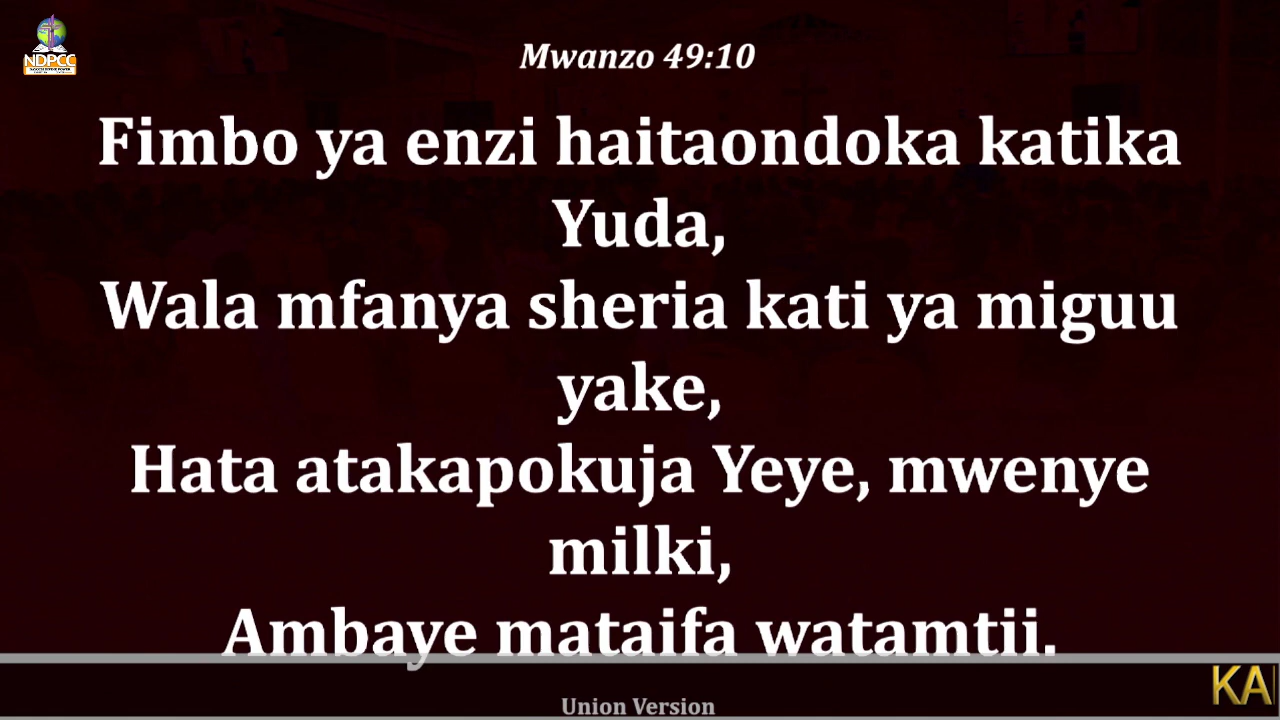 NDPCC
Mwanzo 49:10
Fimbo ya enzi haitaondoka katika
Yuda,
Wala mfanya sheria kati ya miguu
yake,
Hata atakapokuja Yeye, mwenye
milki,
Ambaye mataifa watamtii.
KA
Union Version